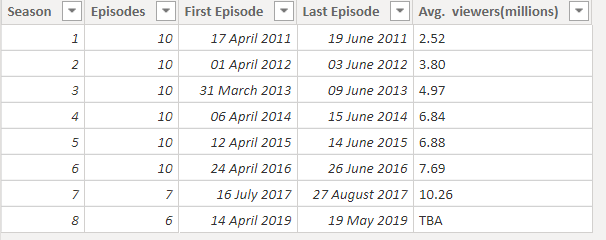 Season Episodes First Episode Last Episode Avg. viewers(millions)
1 10 17 April 2011 19 June 2011 2.52
2 10 01 April 2012 03 June 2012 3.80
3 10 31 March 2013 09 June 2013 4.97
4 10 06 April 2014 15 June 2014 6.84
5 10 12 April 2015 14 June 2015 6.88
6 10 24 April 2016 26 June 2016 7.69
7 7 16 July 2017 27 August 2017 10.26
8 6 14 April 2019 19 May 2019 TBA